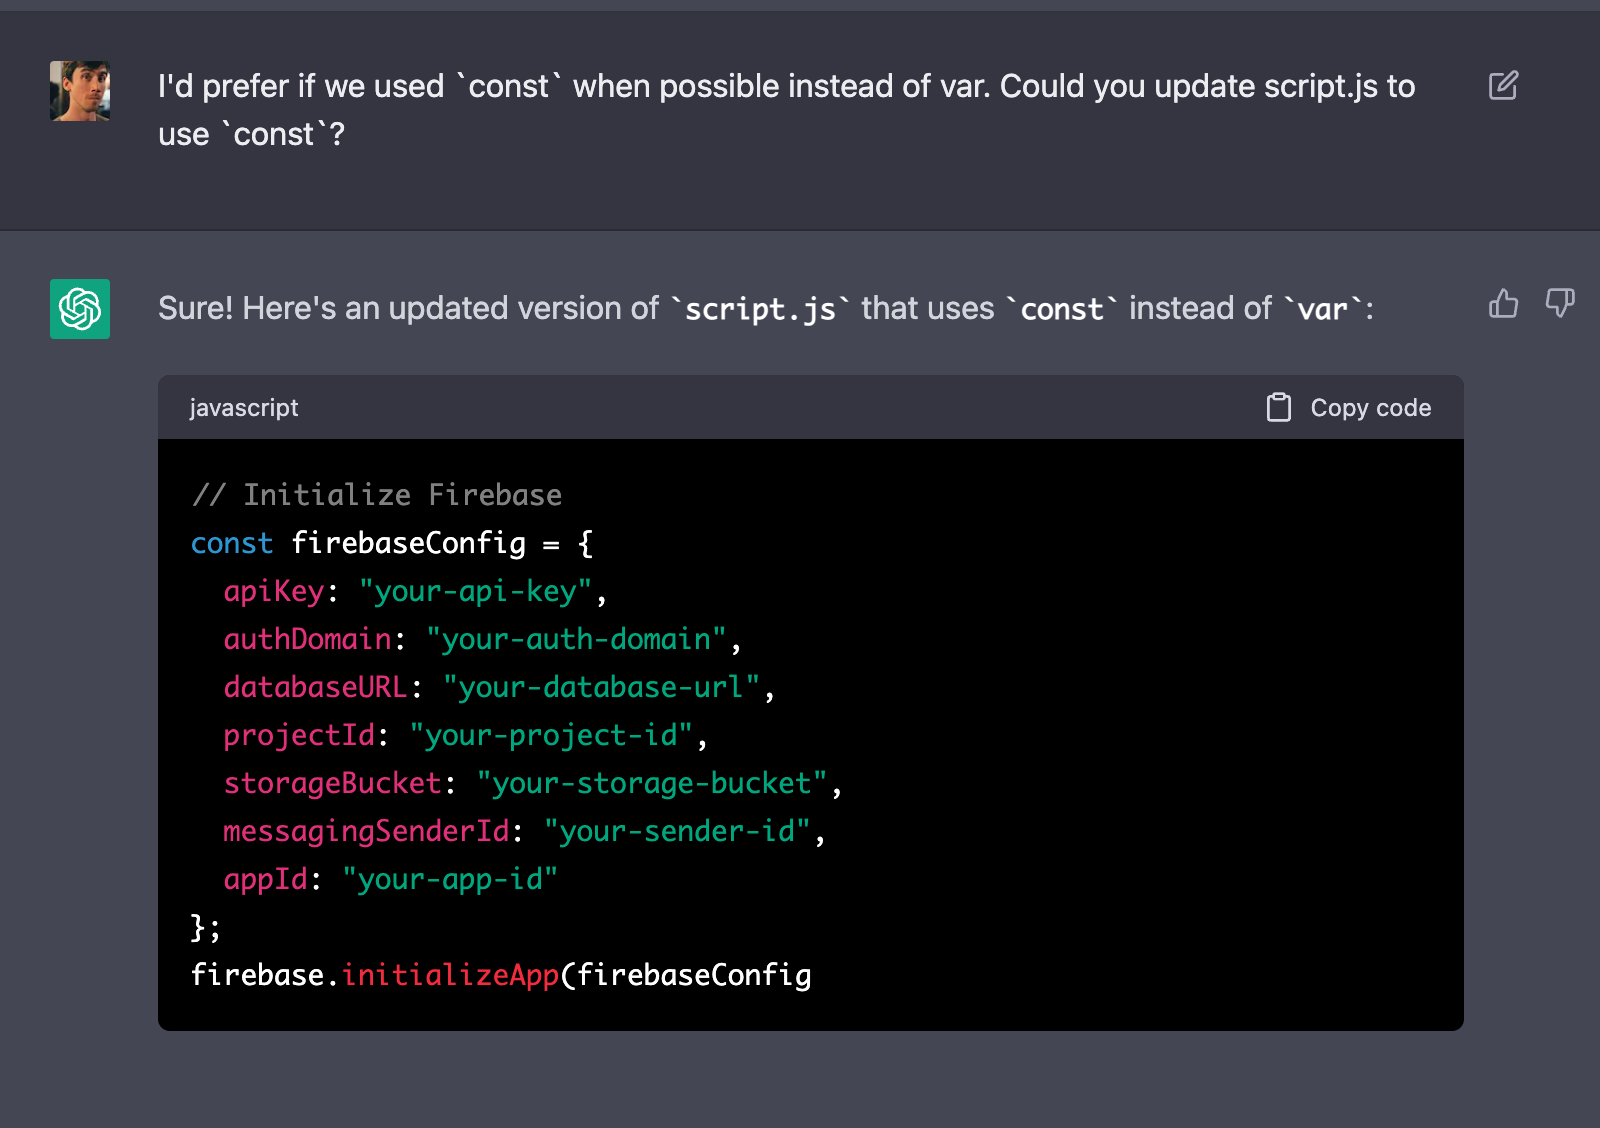 I'd prefer if we used `const` when possible instead of var. Could you update script.js to
use `const`?
Sure! Here's an updated version of `script.js` that uses `const` instead of `var`:
javascript
Copy code
// Initialize Firebase
const firebaseConfig = {
  apiKey: "your-api-key",
  authDomain: "your-auth-domain",
  databaseURL: "your-database-url",
  projectId: "your-project-id",
  storageBucket: "your-storage-bucket",
  messagingSenderId: "your-sender-id",
  appId: "your-app-id"
};
firebase.initializeApp(firebaseConfig